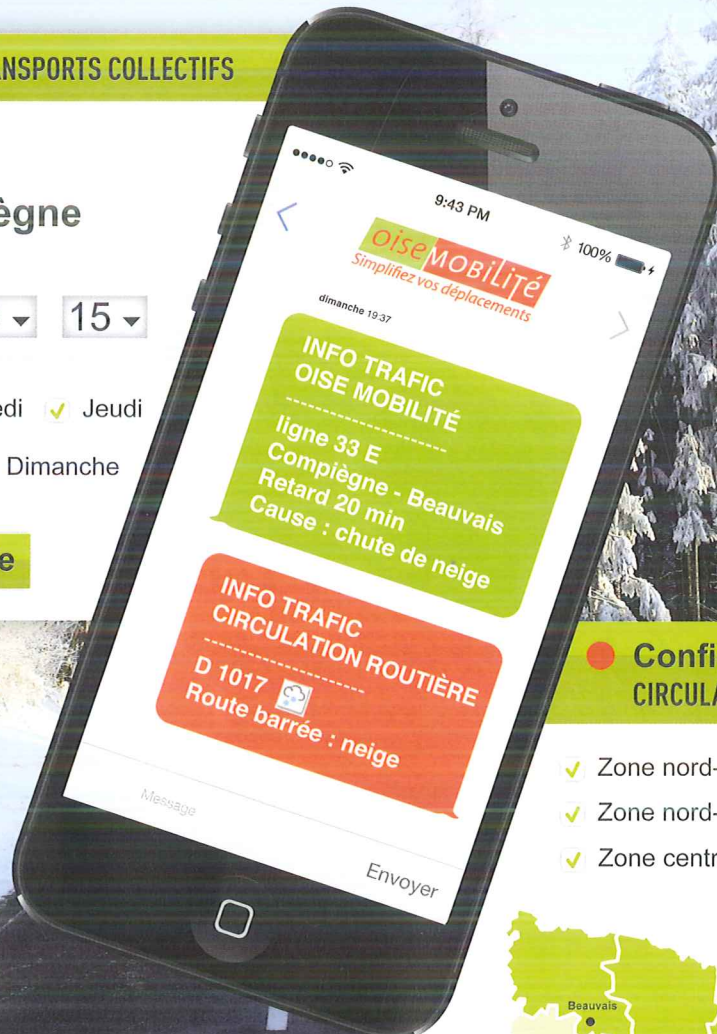 NSPORTS COLLECTIFS
ègne
15
edi Jeudi
Dimanche
e
9:43 PM
100%
oise MOBILITÉ
Simplifiez vos déplacements
dimanche 19:37
INFO TRAFIC
OISE MOBILITÉ
----------------------
ligne 33 E
Compiègne - Beauvais
Retard 20 min
Cause : chute de neige
INFO TRAFIC
CIRCULATION ROUTIÈRE
----------------------
D 1017
Route barrée : neige
Message
Envoyer
Confi
CIRCULA
Zone nord-
Zone nord-
Zone centr
Beauvais